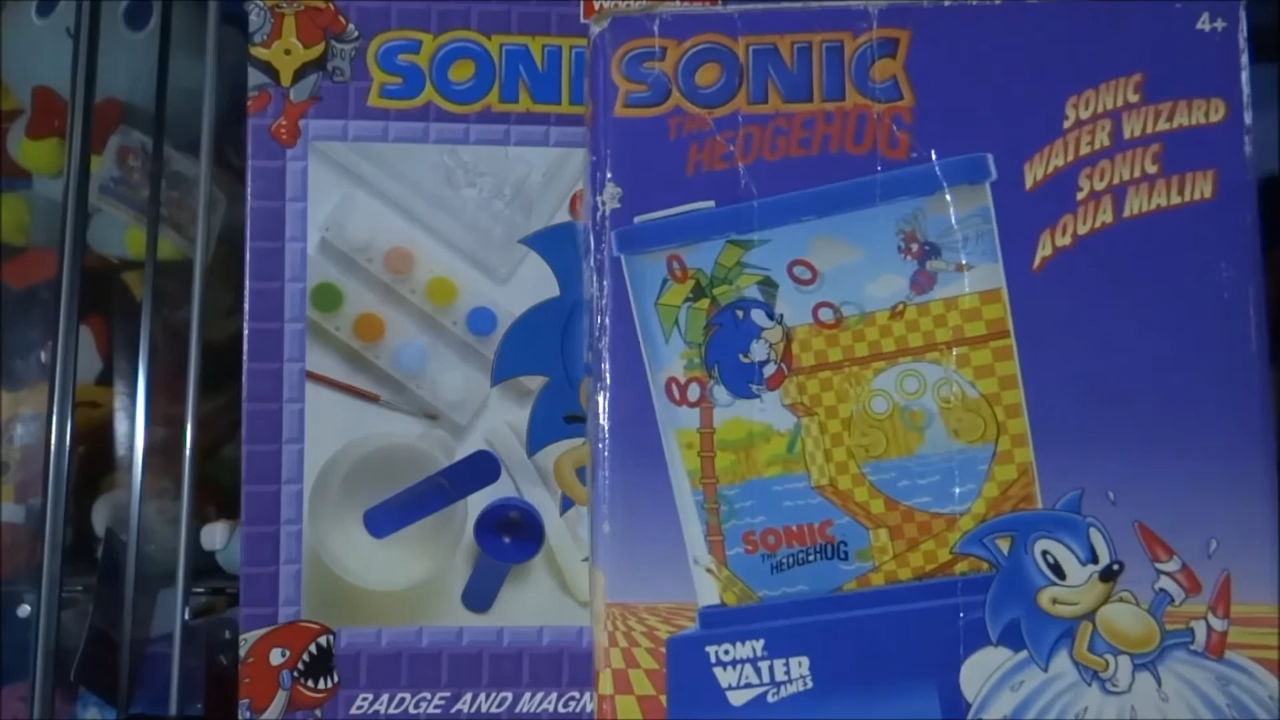 Waddingtons
SONI
BADGE AND MAGN
SONIC
THE
HEDGEHOG
4+
SONIC
WATER WIZARD
SONIC
AQUA MALIN
SONIC
THE
HEDGEHOG
TOMY
WATER
GAMES